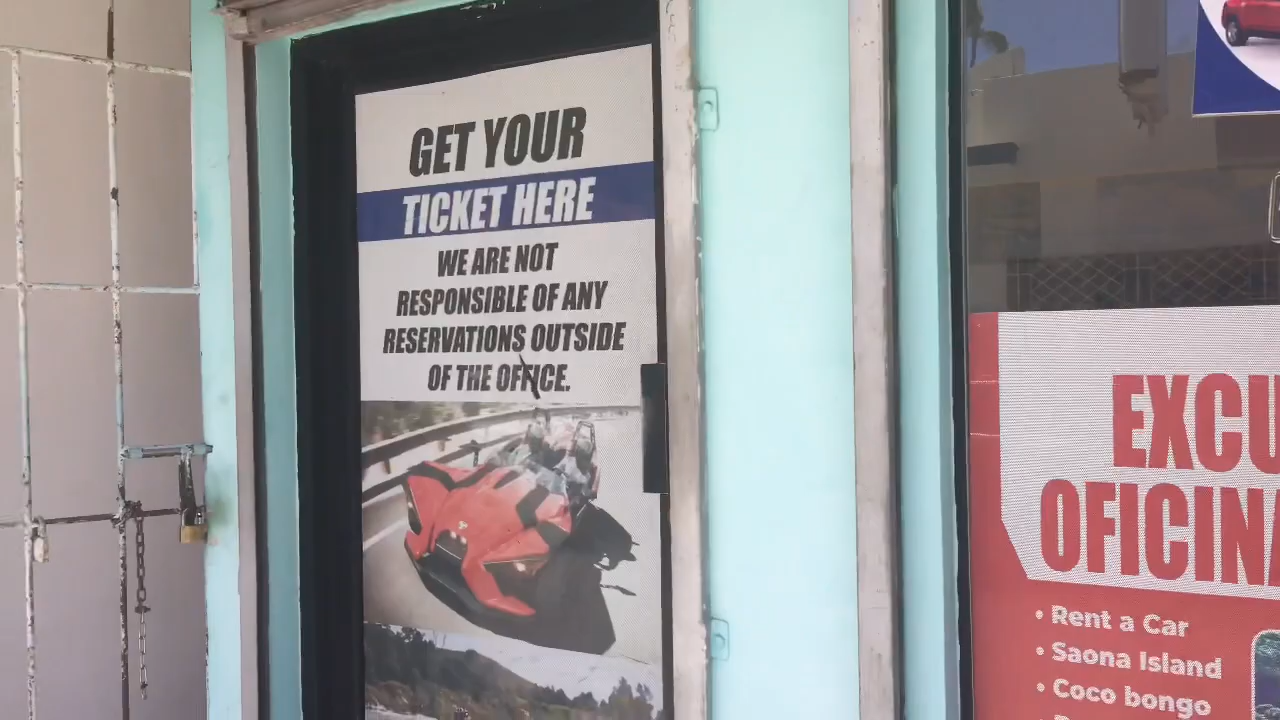 GET YOUR
TICKET HERE
WE ARE NOT
RESPONSIBLE OF ANY
RESERVATIONS OUTSIDE
OF THE OFFICE.
EXCU
OFICINA
• Rent a Car
• Saona Island
• Coco bongo